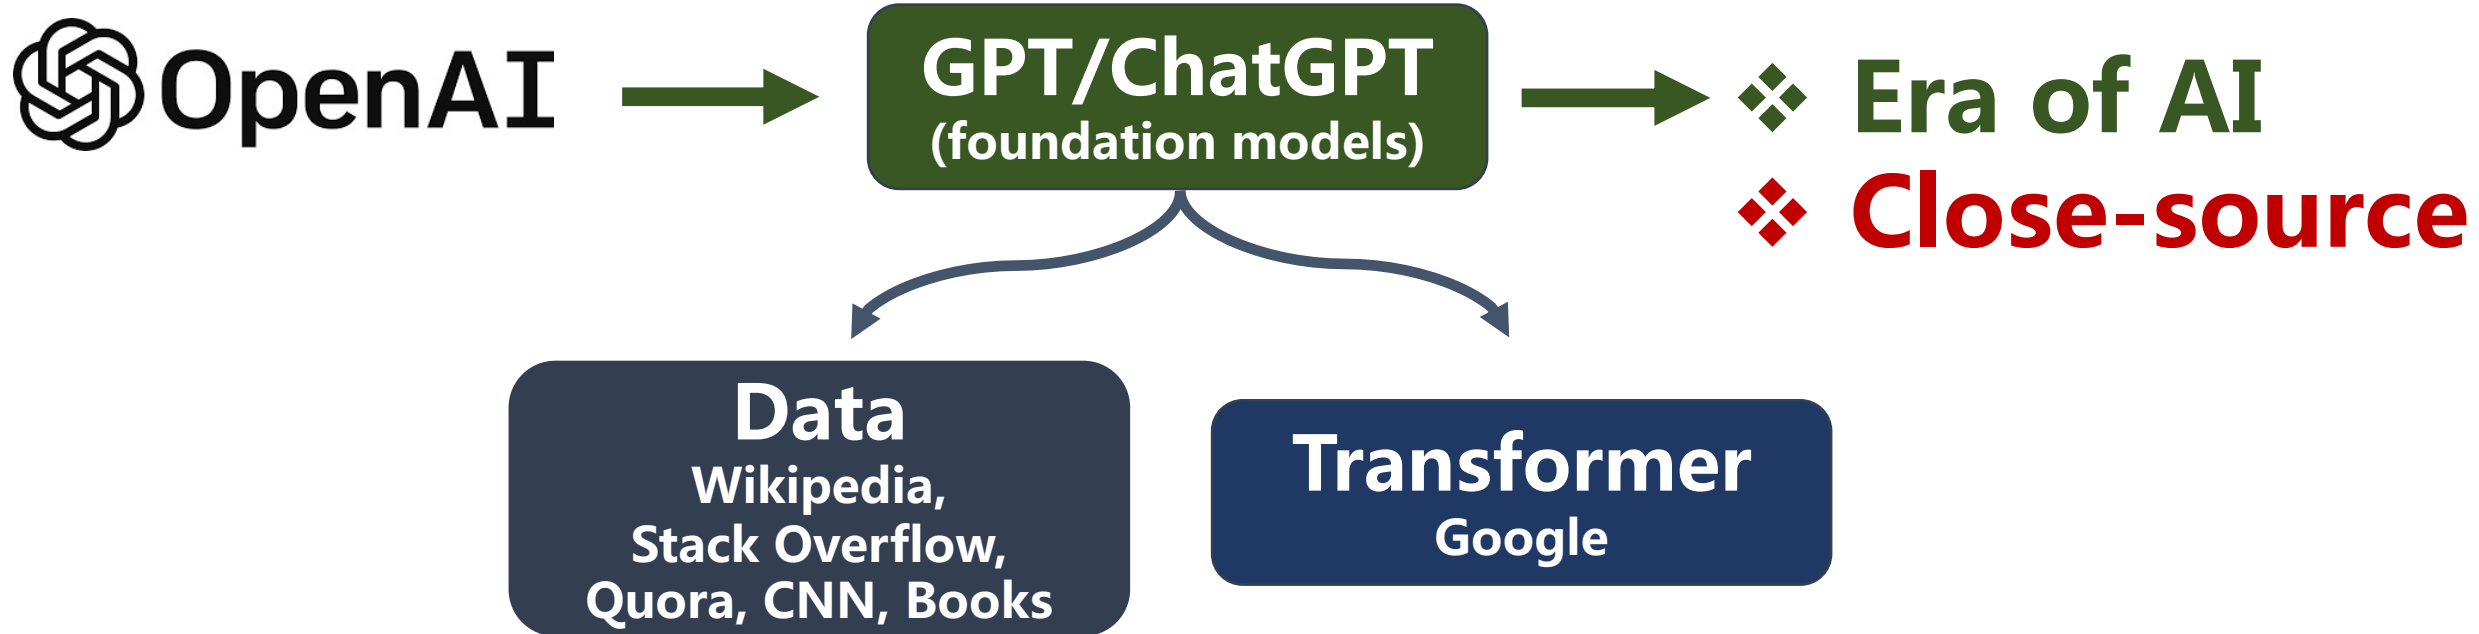 OpenAI
GPT/ChatGPT
(foundation models)
❖ Era of AI
❖ Close-source
Data
Wikipedia,
Stack Overflow,
Quora, CNN, Books
Transformer
Google